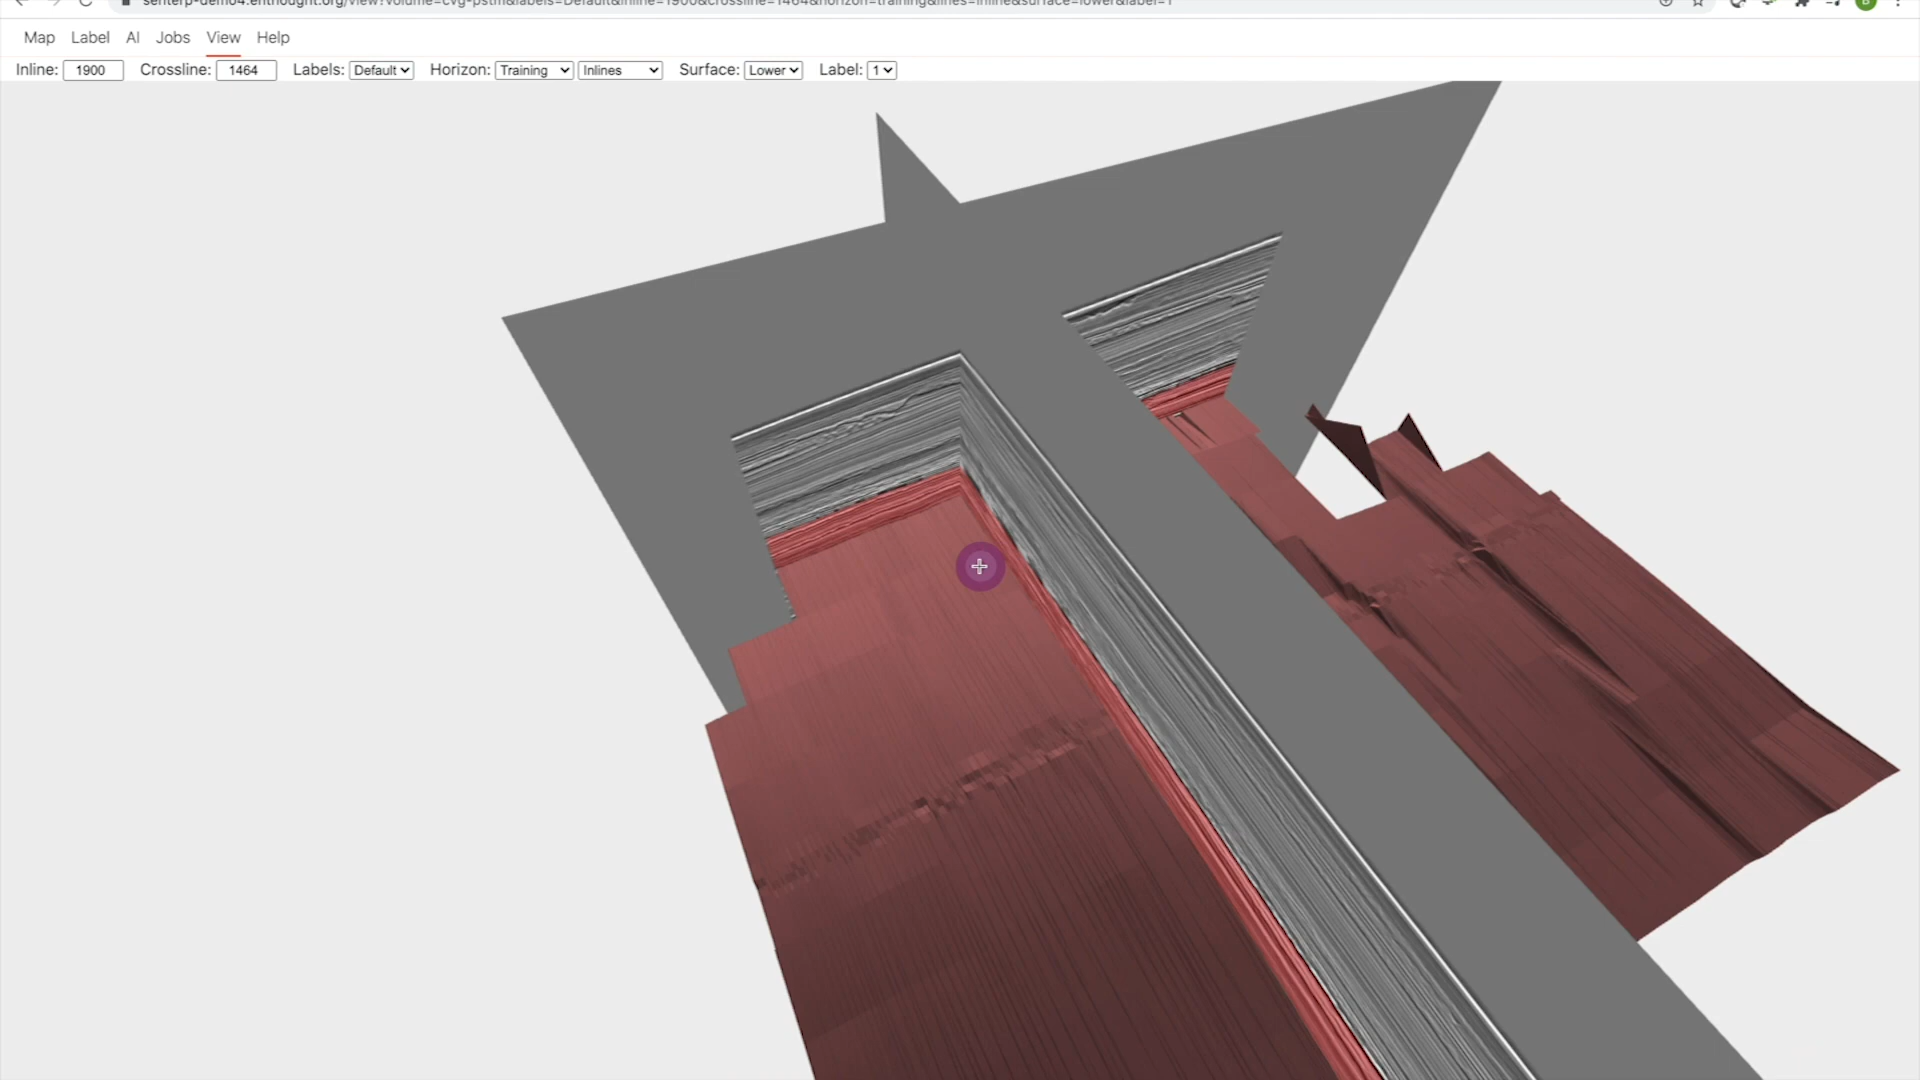 senterp-demo4.enthought.org/view?volume=cvg-pstm&labels=Default&inline=1900&crossline=1464&horizon=training&lines=inline&surface=lower&label=1
Map Label AI Jobs View Help
Inline: 1900 Crossline: 1464 Labels: Default Horizon: Training Inlines Surface: Lower Label: 1